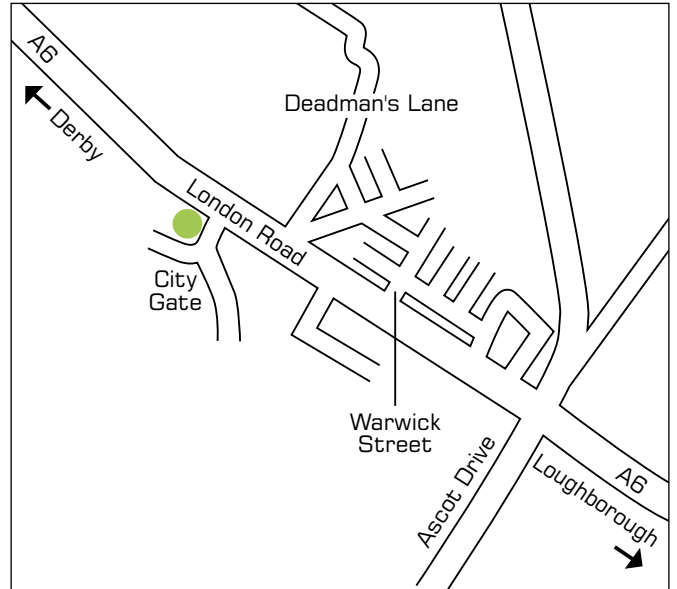 A6
Derby
Deadman's Lane
London Road
City
Gate
Warwick
Street
Ascot Drive
A6
Loughborough